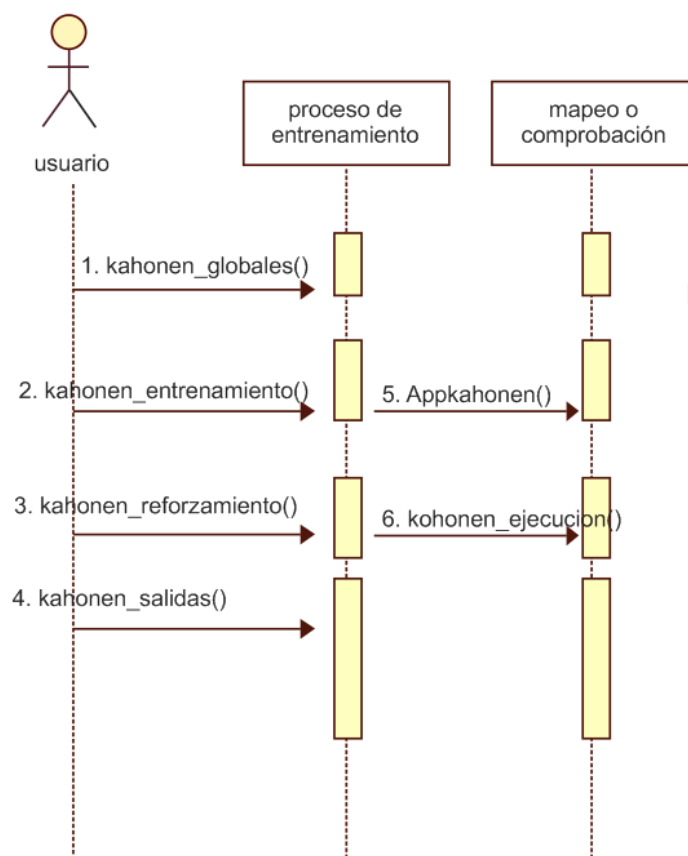 proceso de
entrenamiento
mapeo o
comprobación
usuario
1. kahonen_globales()
2. kahonen_entrenamiento()
5. Appkahonen()
3. kahonen_reforzamiento()
6. kohonen_ejecucion()
4. kahonen_salidas()